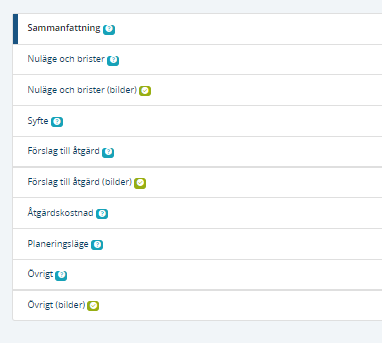 Sammanfattning
Nuläge och brister
Nuläge och brister (bilder)
Syfte
Förslag till åtgärd
Förslag till åtgärd (bilder)
Åtgärdskostnad
Planeringsläge
Övrigt
Övrigt (bilder)